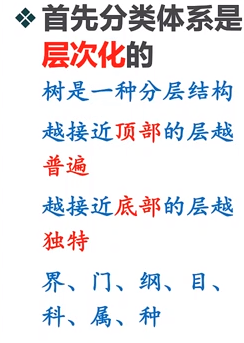 ❖ 首先分类体系是
层次化的
树是一种分层结构
越接近顶部的层越
普遍
越接近底部的层越
独特
界、门、纲、目、
科、属、种